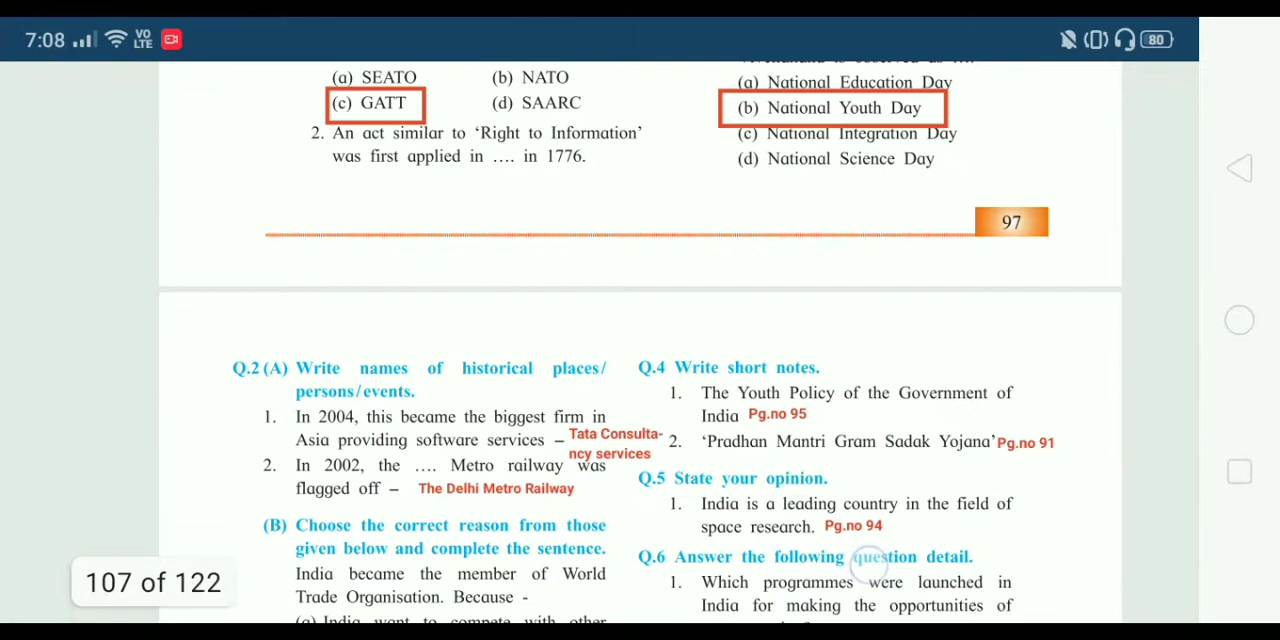 7:08 VO LTE 80
(a) SEATO (b) NATO
(c) GATT (d) SAARC
2. An act similar to ‘Right to Information’
was first applied in .... in 1776.
(a) National Education Day
(b) National Youth Day
(c) National Integration Day
(d) National Science Day
97
Q.2 (A) Write names of historical places/
persons/events.
1. In 2004, this became the biggest firm in
Asia providing software services – Tata Consulta-
ncy services
2. In 2002, the .... Metro railway was
flagged off – The Delhi Metro Railway
(B) Choose the correct reason from those
given below and complete the sentence.
India became the member of World
Trade Organisation. Because -
(a) India want to compete with other
Q.4 Write short notes.
1. The Youth Policy of the Government of
India Pg.no 95
2. ‘Pradhan Mantri Gram Sadak Yojana’ Pg.no 91
Q.5 State your opinion.
1. India is a leading country in the field of
space research. Pg.no 94
Q.6 Answer the following question detail.
1. Which programmes were launched in
India for making the opportunities of
107 of 122